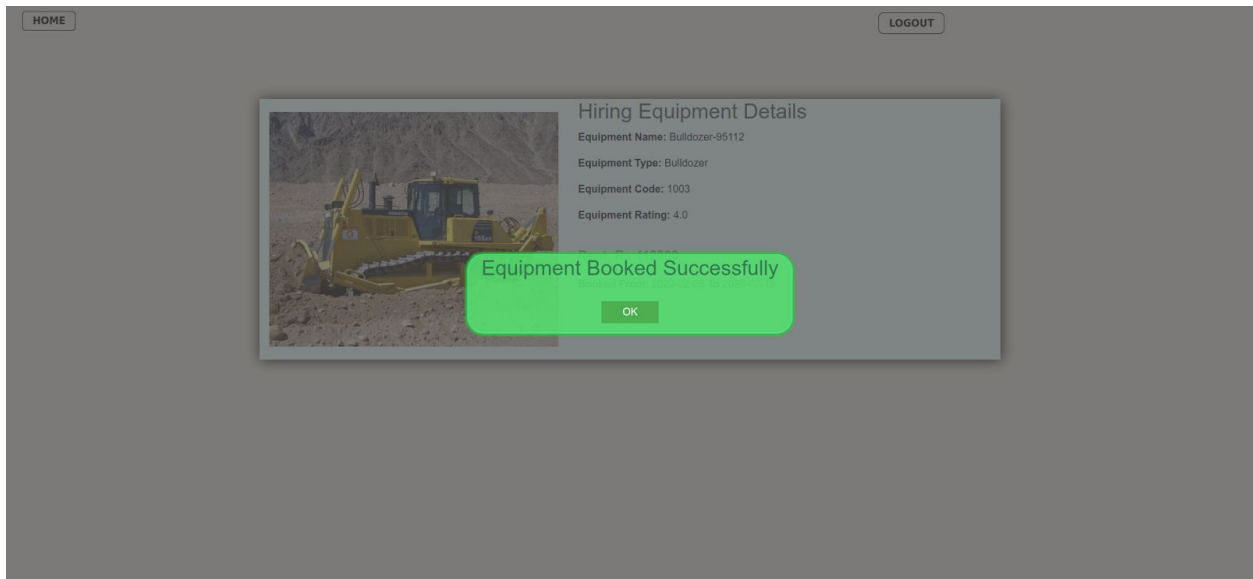 HOME
LOGOUT
Hiring Equipment Details
Equipment Name: Bulldozer-95112
Equipment Type: Bulldozer
Equipment Code: 1003
Equipment Rating: 4.0
Equipment Booked Successfully
OK